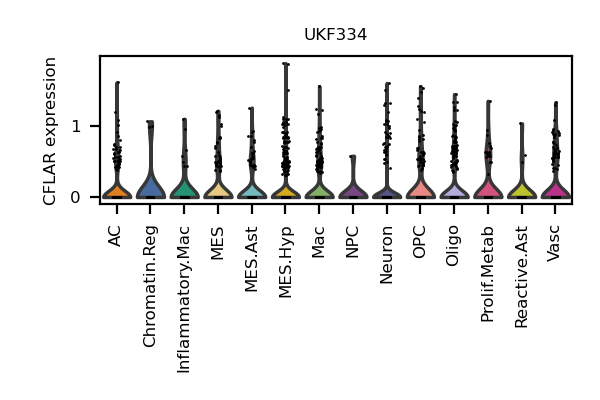 UKF334
CFLAR expression
1
0
AC
Chromatin.Reg
Inflammatory.Mac
MES
MES.Ast
MES.Hyp
Mac
NPC
Neuron
OPC
Oligo
Prolif.Metab
Reactive.Ast
Vasc